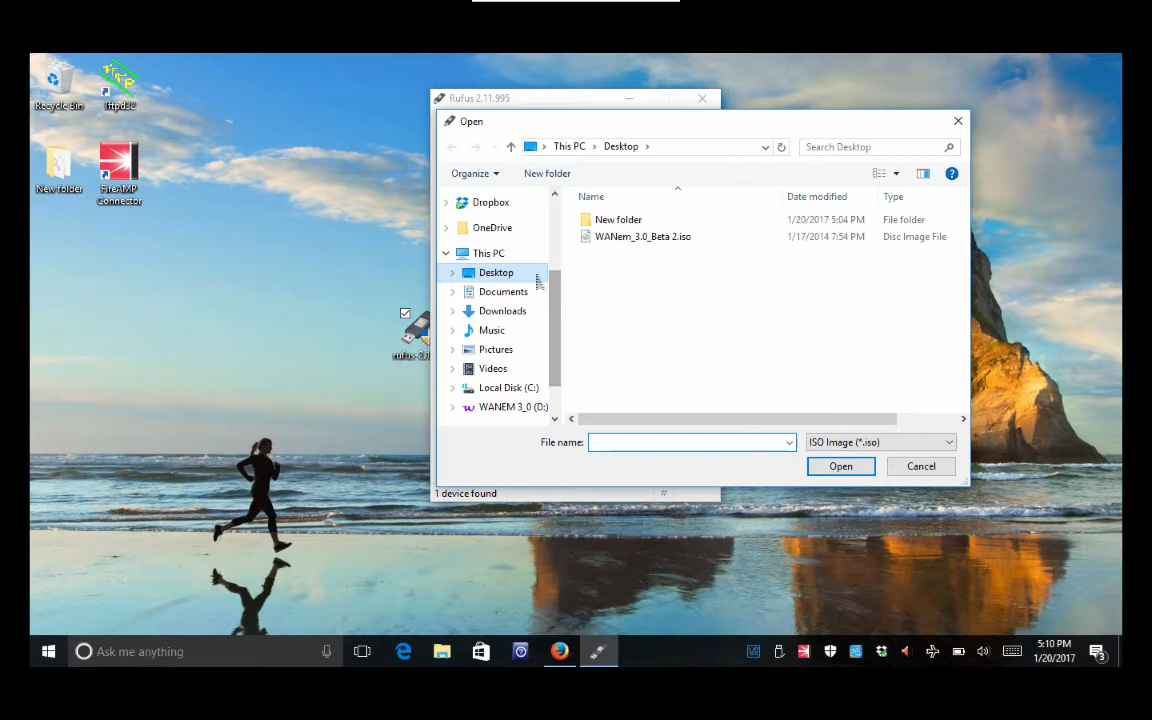 Recycle Bin
tftpd32
New folder
FireAMP
Connector
Rufus 2.11.995
Open
This PC
Desktop
Search Desktop
Organize
New folder
Name
Date modified
Type
New folder
1/20/2017 5:04 PM
File folder
WANem_3.0_Beta 2.iso
1/17/2014 7:54 PM
Disc Image File
Dropbox
OneDrive
This PC
Desktop
Documents
Downloads
Music
Pictures
Videos
Local Disk (C:)
WANEM 3_0 (D:)
File name:
ISO Image (*.iso)
Open
Cancel
1 device found
#
Ask me anything
5:10 PM
1/20/2017
3